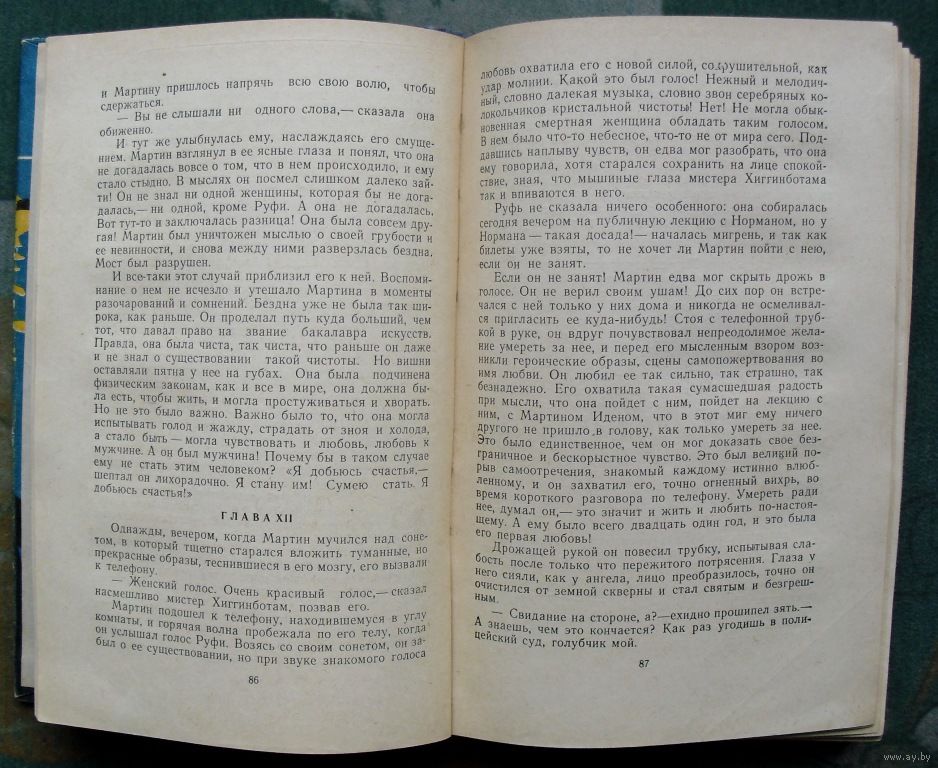 и Мартину пришлось напрячь всю свою волю, чтобы
сдержаться.
— Вы не слышали ни одного слова,— сказала она
обиженно.
И тут же улыбнулась ему, наслаждаясь его смуще-
нием. Мартин взглянул в ее ясные глаза и понял, что она
не догадалась вовсе о том, что в нем происходило, и ему
стало стыдно. В мыслях он посмел слишком далеко зай-
ти! Он не знал ни одной женщины, которая бы не дога-
далась,— ни одной, кроме Руфи. А она не догадалась.
Вот тут-то и заключалась разница! Она была совсем дру-
гая! Мартин был уничтожен мыслью о своей грубости и
ее невинности, и снова между ними разверзлась бездна.
Мост был разрушен.
И все-таки этот случай приблизил его к ней. Воспоми-
нание о нем не исчезло и утешало Мартина в моменты
разочарований и сомнений. Бездна уже не была так ши-
рока, как раньше. Он проделал путь куда больший, чем
тот, что давал право на звание бакалавра искусств.
Правда, она была чиста, так чиста, что раньше он даже
и не знал о существовании такой чистоты. Но вишни
оставляли пятна у нее на губах. Она была подчинена
физическим законам, как и все в мире, она должна бы-
ла есть, чтобы жить, и могла простуживаться и хворать.
Но не это было важно. Важно было то, что она могла
испытывать голод и жажду, страдать от зноя и холода,
а стало быть — могла чувствовать и любовь, любовь к
мужчине. А он был мужчина! Почему бы в таком случае
ему не стать этим человеком? «Я добьюсь счастья,—
шептал он лихорадочно. Я стану им! Сумею стать. Я
добьюсь счастья!»
ГЛАВА XII
Однажды, вечером, когда Мартин мучился над соне-
том, в который тщетно старался вложить туманные, но
прекрасные образы, теснившиеся в его мозгу, его вызвали
к телефону.
— Женский голос. Очень красивый голос,— сказал
насмешливо мистер Хиггинботам, позвав его.
Мартин подошел к телефону, находившемуся в углу
комнаты, и горячая волна пробежала по его телу, когда
он услышал голос Руфи. Возясь со своим сонетом, он за-
был о ее существовании, но при звуке знакомого голоса
86
любовь охватила его с новой силой, сокрушительной, как
удар молнии. Какой это был голос! Нежный и мелодич-
ный, словно далекая музыка, словно звон серебряных ко-
локольчиков кристальной чистоты! Нет! Не могла обык-
новенная смертная женщина обладать таким голосом.
В нем было что-то небесное, что-то не от мира сего. Под-
давшись наплыву чувств, он едва мог разобрать, что она
ему говорила, хотя старался сохранить на лице спокой-
ствие, зная, что мышиные глаза мистера Хиггинботама
так и впиваются в него.
Руфь не сказала ничего особенного: она собиралась
сегодня вечером на публичную лекцию с Норманом, но у
Нормана — такая досада! — началась мигрень, и так как
билеты уже взяты, то не хочет ли Мартин пойти с нею,
если он не занят.
Если он не занят! Мартин едва мог скрыть дрожь в
голосе. Он не верил своим ушам! До сих пор он встре-
чался с ней только у них дома и никогда не осмеливал-
ся пригласить ее куда-нибудь! Стоя с телефонной труб-
кой в руке, он вдруг почувствовал непреодолимое жела-
ние умереть за нее, и перед его мысленным взором воз-
никли героические образы, сцены самопожертвования во
имя любви. Он любил ее так сильно, так страшно, так
безнадежно. Его охватила такая сумасшедшая радость
при мысли, что она пойдет с ним, пойдет на лекцию с
ним, с Мартином Иденом, что в этот миг ему ничего
другого не пришло в голову, как только умереть за нее.
Это было единственное, чем он мог доказать свое без-
граничное и бескорыстное чувство. Это был великий по-
рыв самоотречения, знакомый каждому истинно влюб-
ленному, и он захватил его, точно огненный вихрь, во
время короткого разговора по телефону. Умереть ради
нее, думал он,— это значит и жить и любить по-настоя-
щему. А ему было всего двадцать один год, и это была
его первая любовь!
Дрожащей рукой он повесил трубку, испытывая сла-
бость после только что пережитого потрясения. Глаза у
него сияли, как у ангела, лицо преобразилось, точно он
очистился от земной скверны и стал святым и безгреш-
ным.
— Свидание на стороне, а?—ехидно прошипел зять.—
А знаешь, чем это кончается? Как раз угодишь в поли-
цейский суд, голубчик мой.
87
www.ay.by